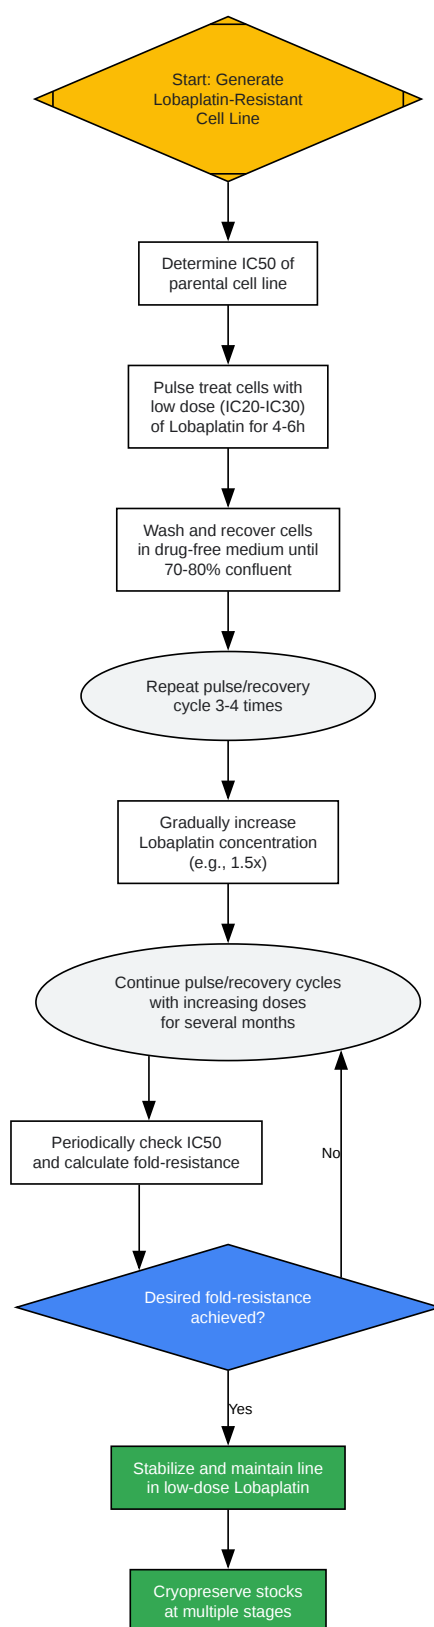 Start: Generate
Lobaplatin-Resistant
Cell Line
Determine IC50 of
parental cell line
Pulse treat cells with
low dose (IC20-IC30)
of Lobaplatin for 4-6h
Wash and recover cells
in drug-free medium until
70-80% confluent
Repeat pulse/recovery
cycle 3-4 times
Gradually increase
Lobaplatin concentration
(e.g., 1.5x)
Continue pulse/recovery cycles
with increasing doses
for several months
Periodically check IC50
and calculate fold-resistance
No
Desired fold-resistance
achieved?
Yes
Stabilize and maintain line
in low-dose Lobaplatin
Cryopreserve stocks
at multiple stages